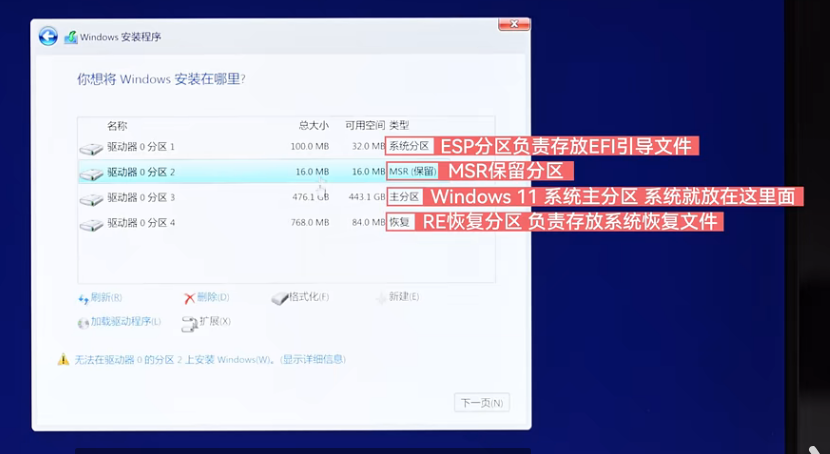 Windows 安装程序
你想将 Windows 安装在哪里?
名称 总大小 可用空间 类型
驱动器 0 分区 1 100.0 MB 32.0 MB 系统分区 ESP分区负责存放EFI引导文件
驱动器 0 分区 2 16.0 MB 16.0 MB MSR (保留) MSR保留分区
驱动器 0 分区 3 476.1 GB 443.1 GB 主分区 Windows 11 系统主分区 系统就放在这里面
驱动器 0 分区 4 768.0 MB 84.0 MB 恢复 RE恢复分区 负责存放系统恢复文件
刷新(R) 删除(D) 格式化(F) 新建(E)
加载驱动程序(L) 扩展(X)
无法在驱动器 0 的分区 2 上安装 Windows(W)。(显示详细信息)
下一页(N)